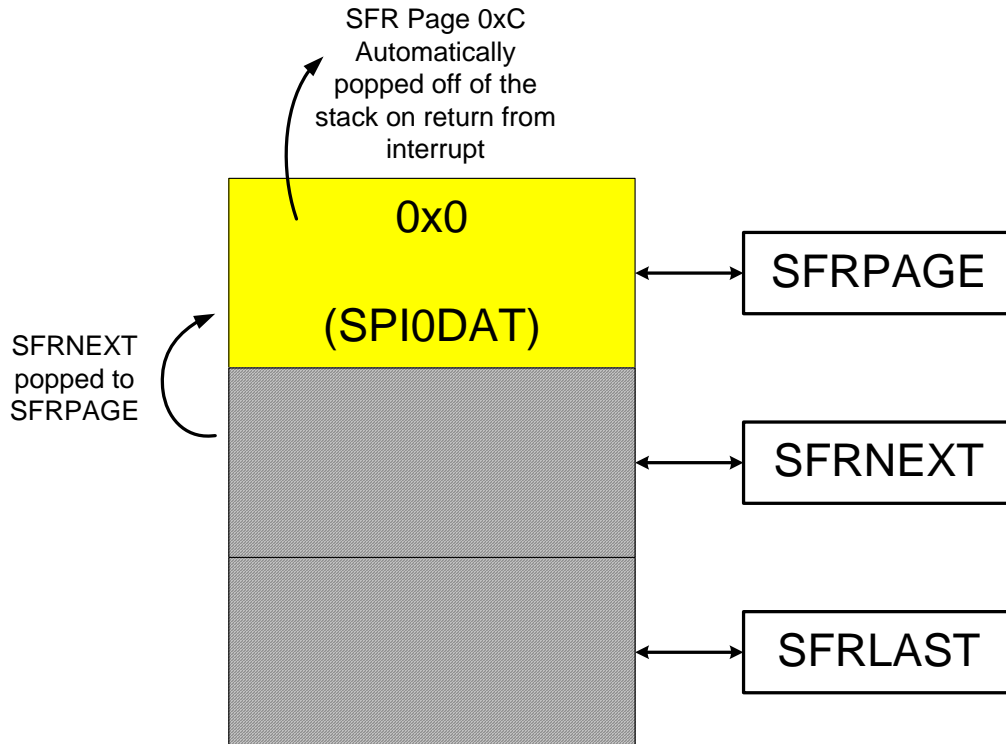 SFR Page 0xC
Automatically
popped off of the
stack on return from
interrupt
0x0
(SPI0DAT)
SFRPAGE
SFRNEXT
popped to
SFRPAGE
SFRNEXT
SFRLAST